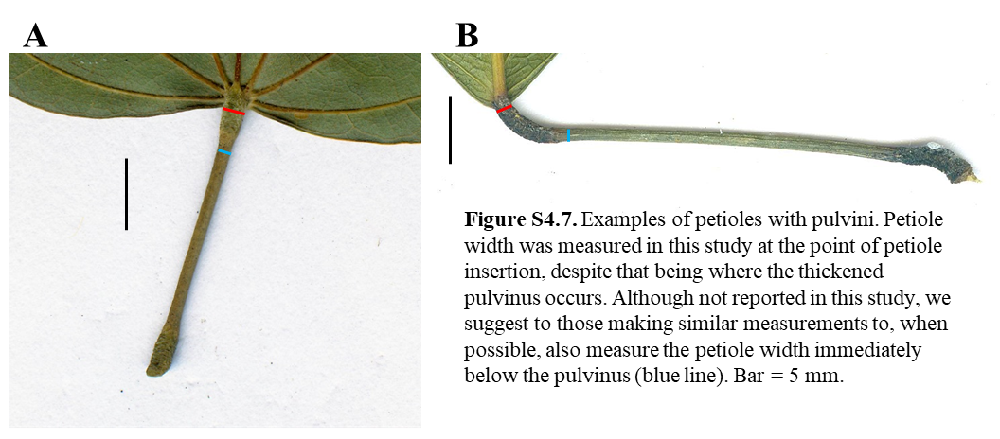 A
B
Figure S4.7. Examples of petioles with pulvini. Petiole
width was measured in this study at the point of petiole
insertion, despite that being where the thickened
pulvinus occurs. Although not reported in this study, we
suggest to those making similar measurements to, when
possible, also measure the petiole width immediately
below the pulvinus (blue line). Bar = 5 mm.